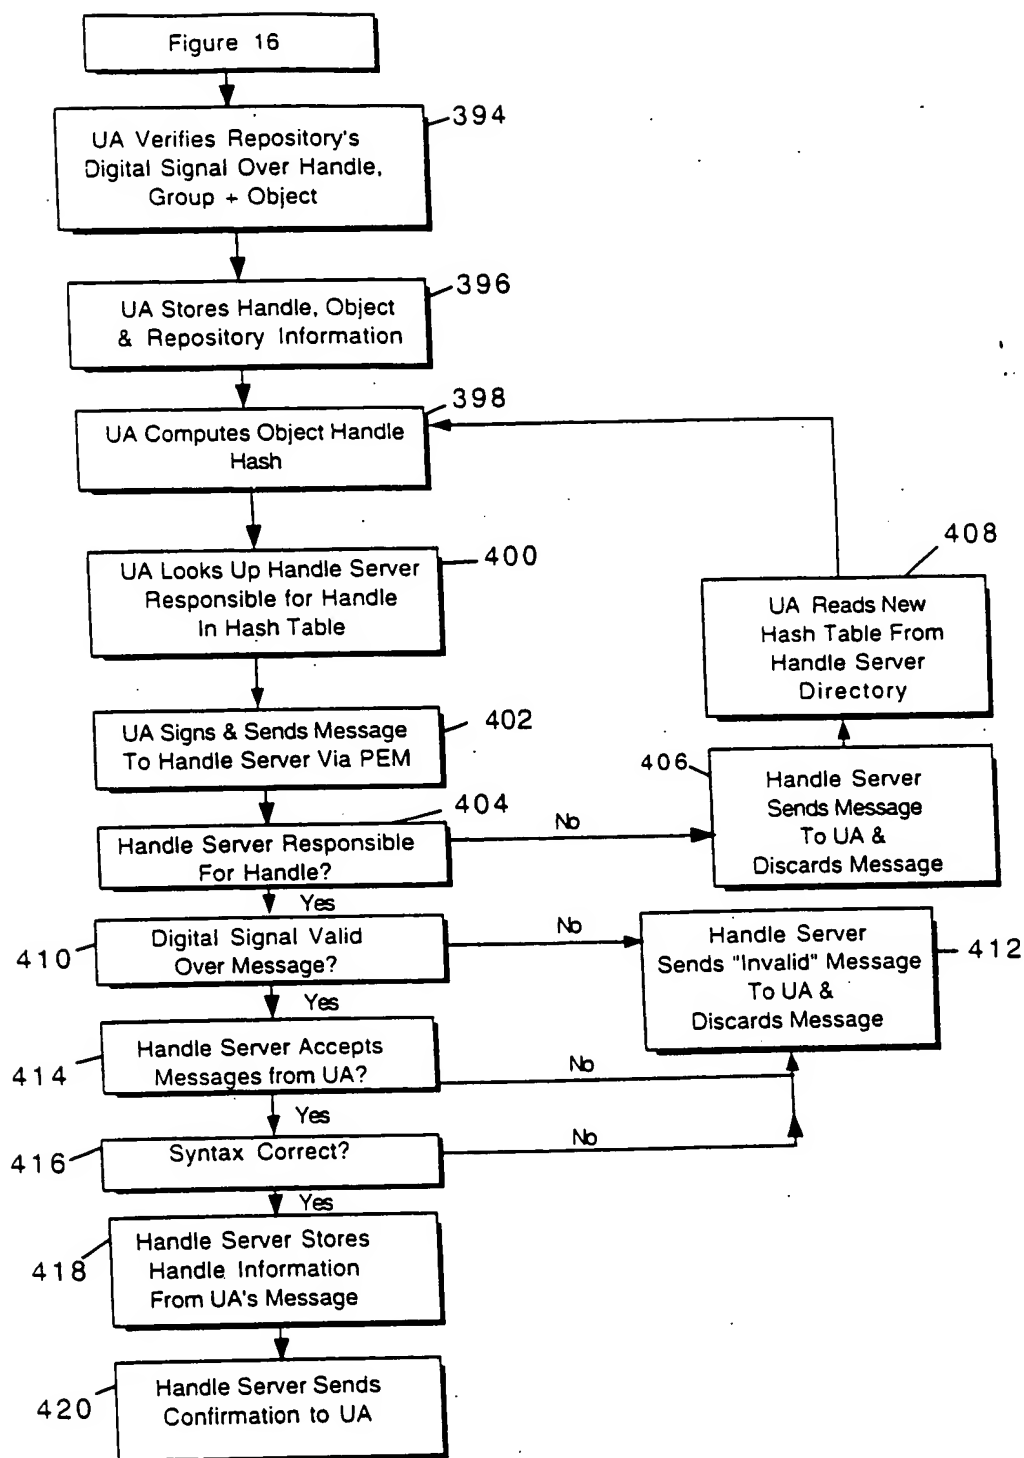 Figure 16
394
UA Verifies Repository's
Digital Signal Over Handle,
Group + Object
396
UA Stores Handle, Object
& Repository Information
398
UA Computes Object Handle
Hash
400
UA Looks Up Handle Server
Responsible for Handle
In Hash Table
408
UA Reads New
Hash Table From
Handle Server
Directory
402
UA Signs & Sends Message
To Handle Server Via PEM
406
Handle Server
Sends Message
To UA &
Discards Message
404
Handle Server Responsible
For Handle?
No
Yes
410
Digital Signal Valid
Over Message?
No
Yes
412
Handle Server
Sends "Invalid" Message
To UA &
Discards Message
414
Handle Server Accepts
Messages from UA?
No
Yes
416
Syntax Correct?
No
Yes
418
Handle Server Stores
Handle Information
From UA's Message
420
Handle Server Sends
Confirmation to UA